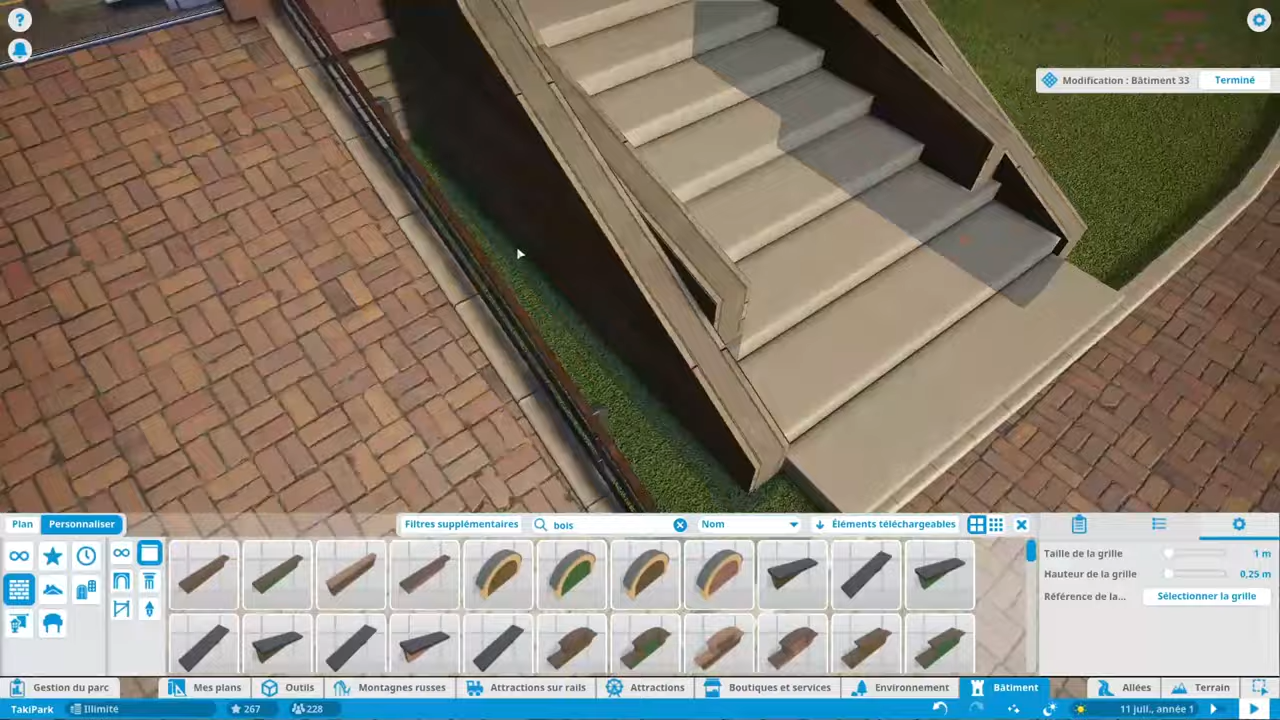 ?
Modification : Bâtiment 33
Terminé
Plan
Personnaliser
Filtres supplémentaires
bois
Nom
Éléments téléchargeables
Taille de la grille
1 m
Hauteur de la grille
0,25 m
Référence de la...
Sélectionner la grille
Gestion du parc
Mes plans
Outils
Montagnes russes
Attractions sur rails
Attractions
Boutiques et services
Environnement
Bâtiment
Allées
Terrain
TakiPark
Illimité
267
228
11 juil., année 1